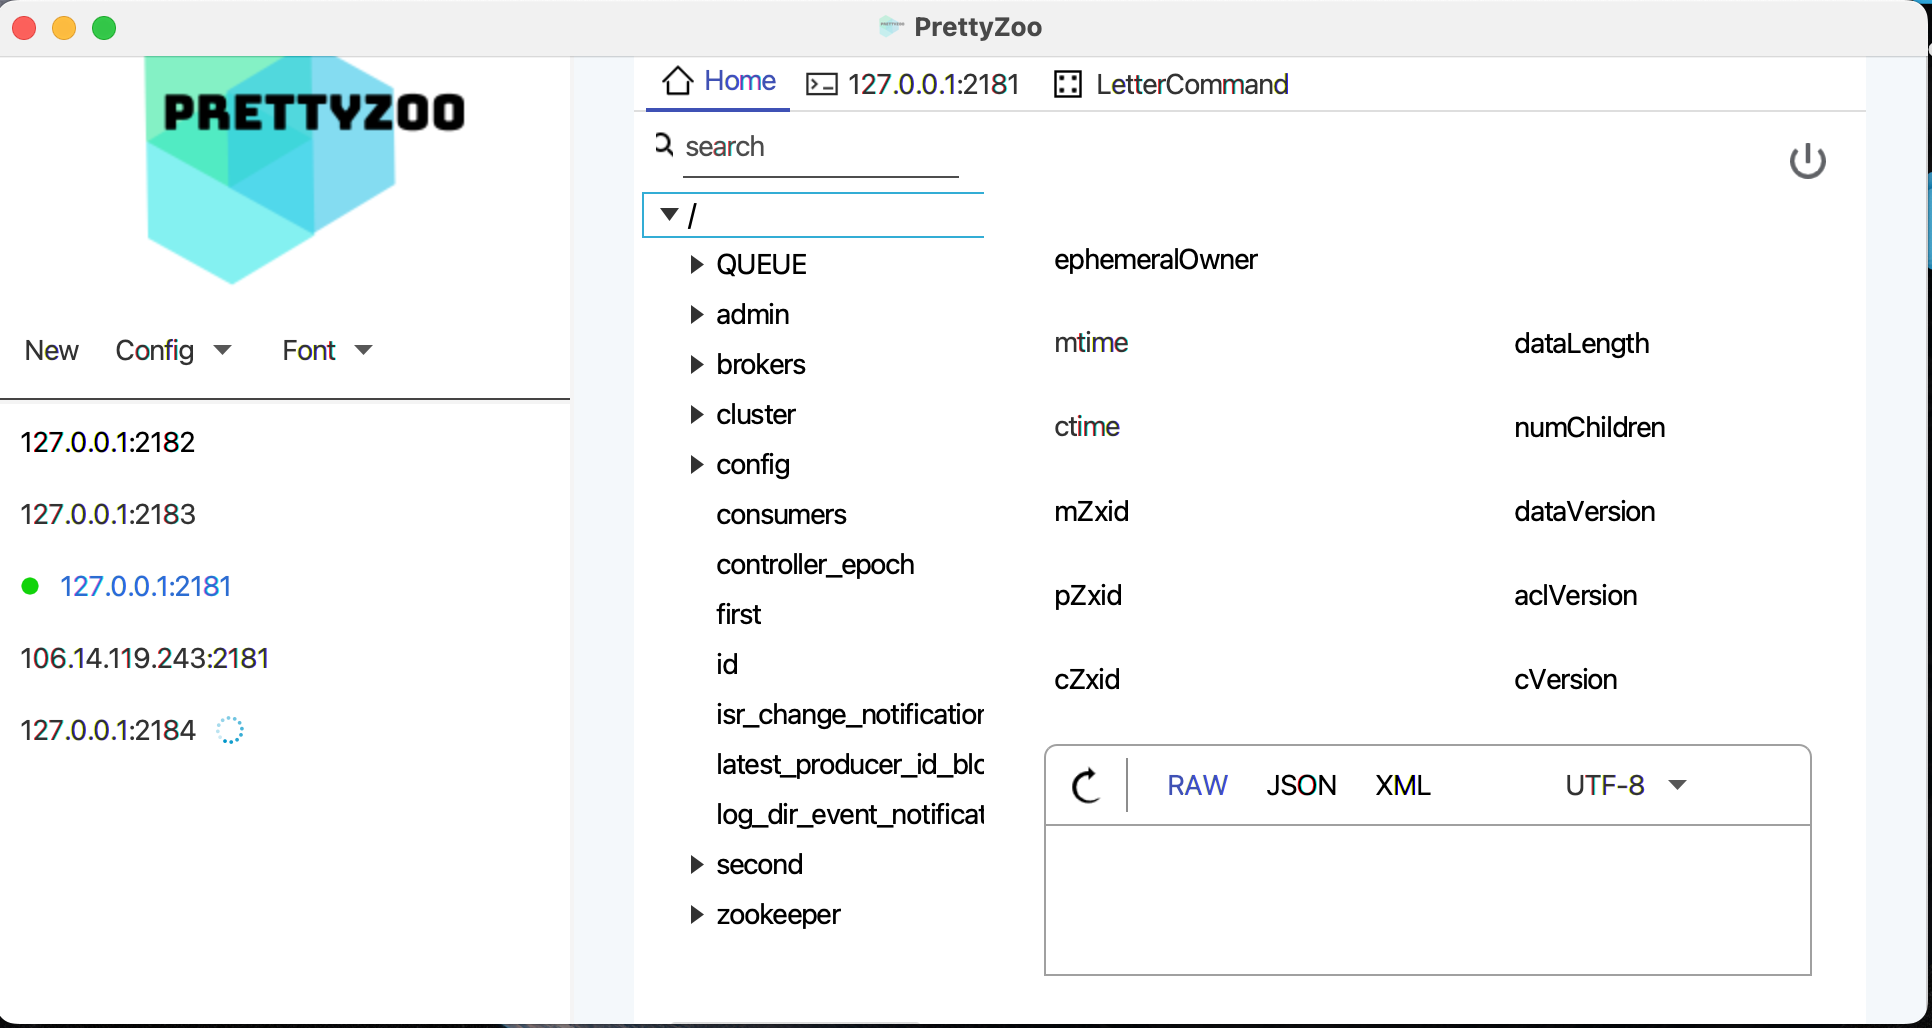 PrettyZoo
PRETTYZOO
New Config Font
127.0.0.1:2182
127.0.0.1:2183
127.0.0.1:2181
106.14.119.243:2181
127.0.0.1:2184
Home 127.0.0.1:2181 LetterCommand
search
/
QUEUE
admin
brokers
cluster
config
consumers
controller_epoch
first
id
isr_change_notification
latest_producer_id_blo
log_dir_event_notificat
second
zookeeper
ephemeralOwner
mtime dataLength
ctime numChildren
mZxid dataVersion
pZxid aclVersion
cZxid cVersion
RAW JSON XML UTF-8